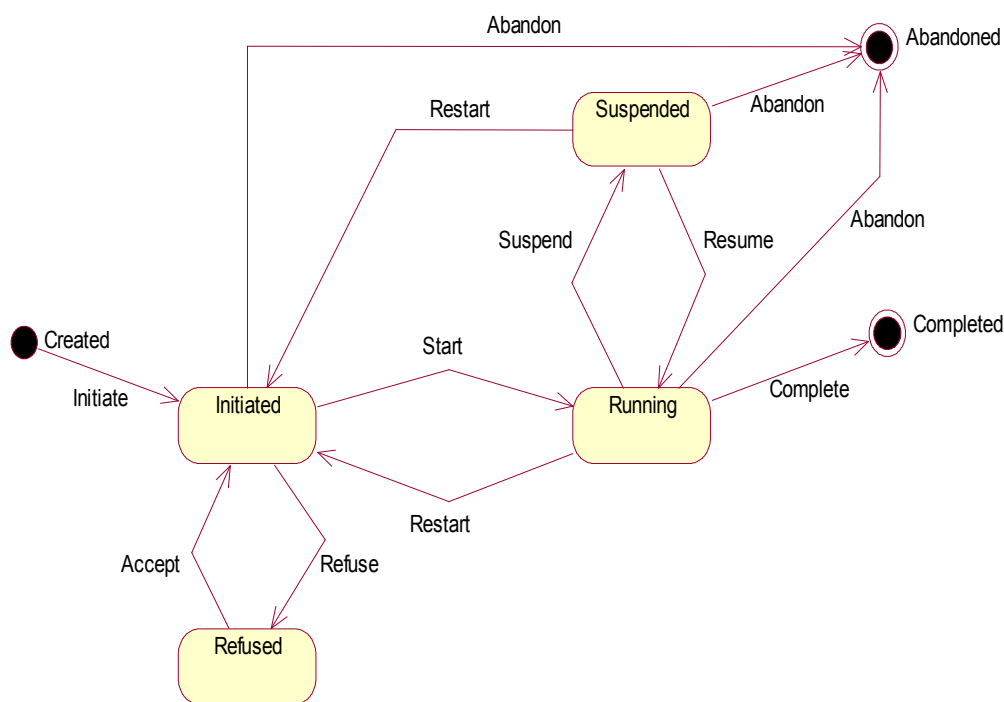 Abandon
Abandoned
Restart
Suspended
Abandon
Suspend
Resume
Abandon
Created
Start
Completed
Initiate
Initiated
Running
Complete
Restart
Accept
Refuse
Refused